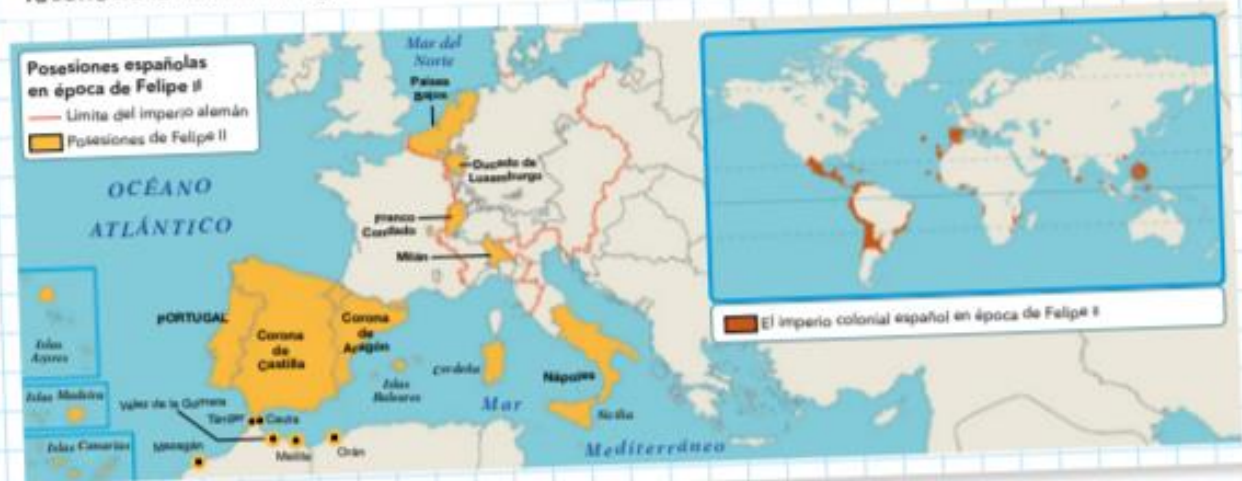 Posesiones españolas
en época de Felipe II
Límite del imperio alemán
Posesiones de Felipe II
Mar del
Norte
Países
Bajos
Ducado de
Luxemburgo
OCÉANO
ATLÁNTICO
Franco
Condado
Milán
PORTUGAL
Corona
de
Castilla
Corona
de
Aragón
Islas
Azores
Islas
Baleares
Cerdeña
Nápoles
Islas Madeira
Vélez de la Gomera
Tánger
Ceuta
Mar
Sicilia
Islas Canarias
Mazagán
Melilla
Orán
Mediterráneo
El imperio colonial español en época de Felipe II